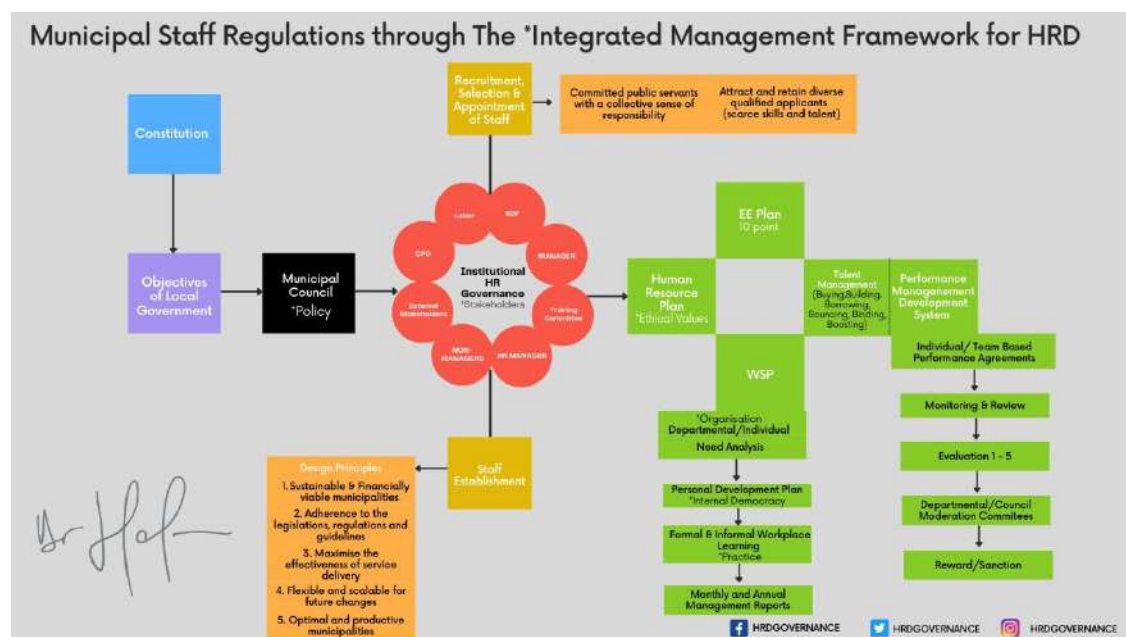 Municipal Staff Regulations through The *Integrated Management Framework for HRD
Recruitment,
Selection &
Appointment
of Staff
Committed public servants
with a collective sense of
responsibility
Attract and retain diverse
qualified applicants
(scarce skills and talent)
Constitution
Objectives
of Local
Government
Municipal
Council
*Policy
Labor
SDF
CFO
MANAGER
External
Stakeholders
Training
Committee
NON-
MANAGERS
HR MANAGER
Institutional
HR
Governance
*Stakeholders
Human
Resource
Plan
*Ethical Values
EE Plan
10 point
Talent
Management
(Buying,Building,
Borrowing,
Bouncing, Binding,
Boosting)
Performance
Management
Development
System
WSP
Individual/ Team Based
Performance Agreements
Monitoring & Review
Evaluation 1 - 5
Departmental/Council
Moderation Commitees
Reward/Sanction
*Organisation
Departmental/Individual
Need Analysis
Personal Development Plan
*Internal Democracy
Formal & Informal Workplace
Learning
*Practice
Monthly and Annual
Management Reports
Staff
Establishment
Design Principles
1. Sustainable & Financially
viable municipalities
2. Adherence to the
legislations, regulations and
guidelines
3. Maximise the
effectiveness of service
delivery
4. Flexible and scalable for
future changes
5. Optimal and productive
municipalities
HRDGOVERNANCE
HRDGOVERNANCE
HRDGOVERNANCE